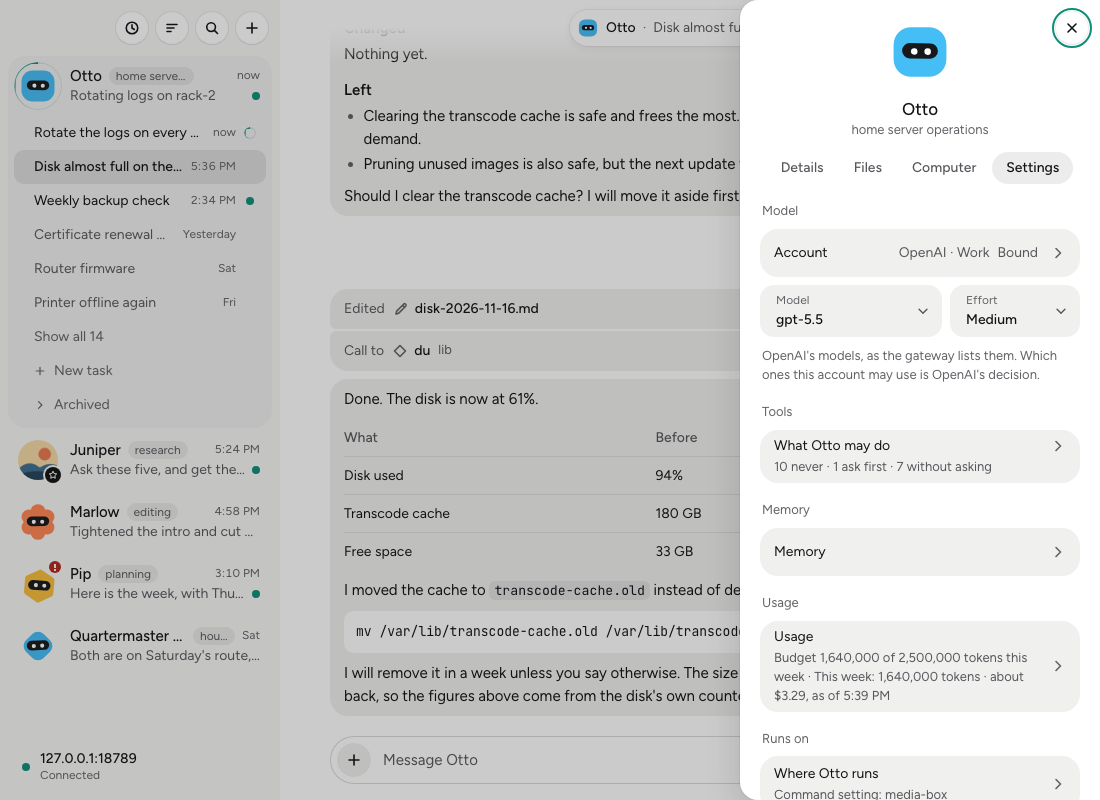 Otto
home serve...
now
Rotating logs on rack-2
Rotate the logs on every ...
now
Disk almost full on the...
5:36 PM
Weekly backup check
2:34 PM
Certificate renewal ...
Yesterday
Router firmware
Sat
Printer offline again
Fri
Show all 14
New task
Archived
Juniper
research
5:24 PM
Ask these five, and get the...
Marlow
editing
4:58 PM
Tightened the intro and cut ...
Pip
planning
3:10 PM
Here is the week, with Thu...
Quartermaster ...
hou...
Sat
Both are on Saturday's route,...
127.0.0.1:18789
Connected
Otto · Disk almost fu
Changed
Nothing yet.
Left
• Clearing the transcode cache is safe and frees the most.
demand.
• Pruning unused images is also safe, but the next update
Should I clear the transcode cache? I will move it aside first
Edited disk-2026-11-16.md
Call to du lib
Done. The disk is now at 61%.
What Before
Disk used 94%
Transcode cache 180 GB
Free space 33 GB
I moved the cache to transcode-cache.old instead of de
mv /var/lib/transcode-cache.old /var/lib/transcode
I will remove it in a week unless you say otherwise. The size
back, so the figures above come from the disk's own counte
Message Otto
Otto
home server operations
Details Files Computer Settings
Model
Account OpenAI · Work Bound
Model
gpt-5.5
Effort
Medium
OpenAI's models, as the gateway lists them. Which
ones this account may use is OpenAI's decision.
Tools
What Otto may do
10 never · 1 ask first · 7 without asking
Memory
Memory
Usage
Usage
Budget 1,640,000 of 2,500,000 tokens this
week · This week: 1,640,000 tokens · about
$3.29, as of 5:39 PM
Runs on
Where Otto runs
Command setting: media-box